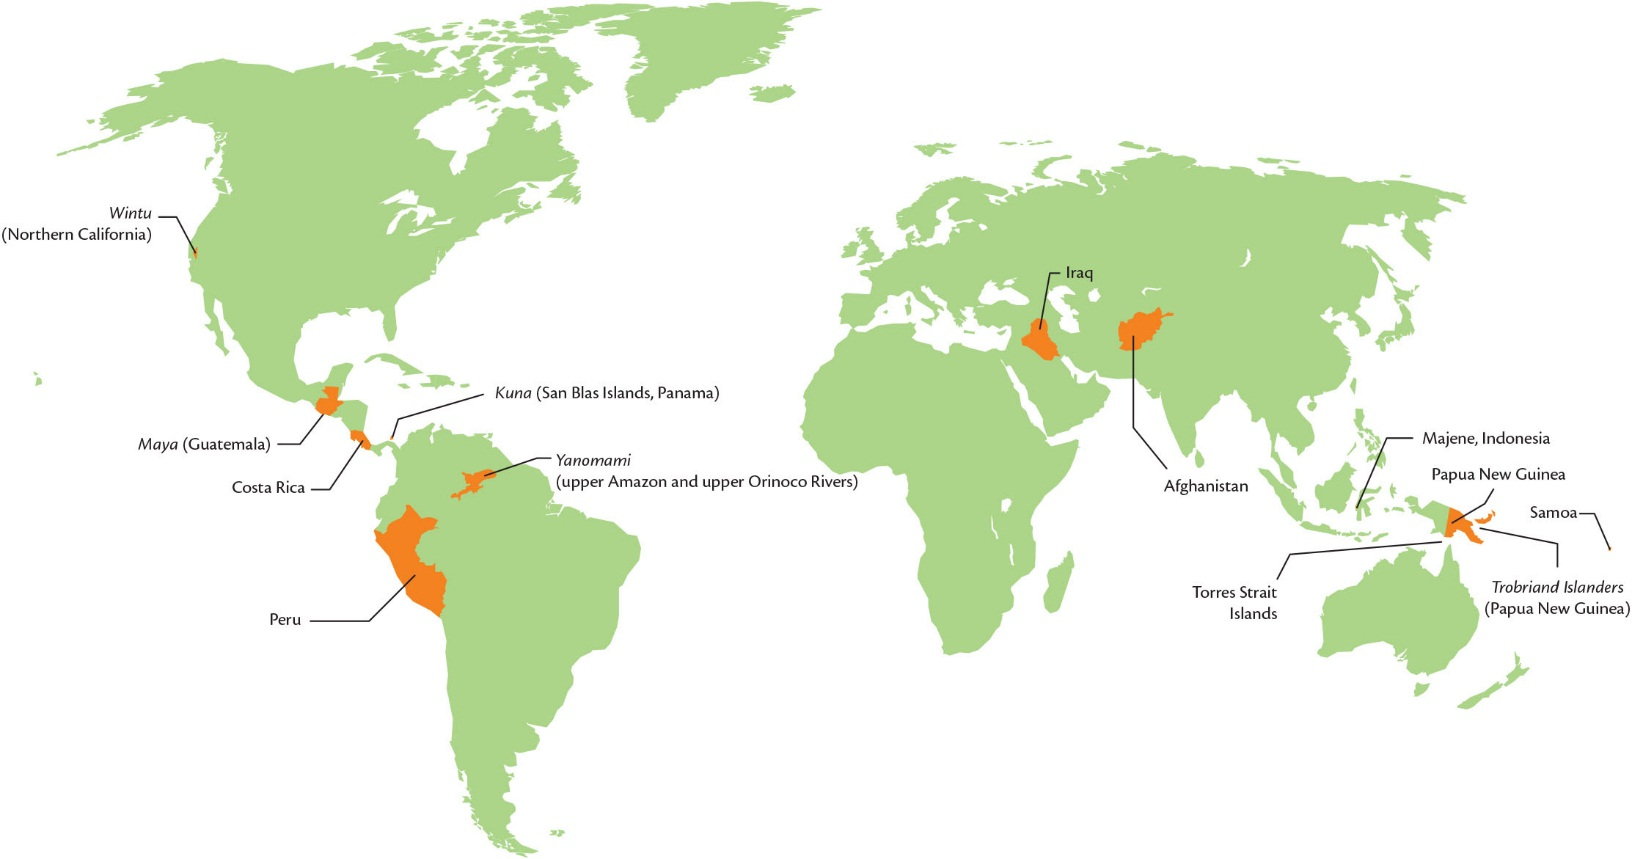 Wintu
(Northern California)
Iraq
Kuna (San Blas Islands, Panama)
Maya (Guatemala)
Majene, Indonesia
Yanomami
(upper Amazon and upper Orinoco Rivers)
Papua New Guinea
Costa Rica
Afghanistan
Samoa
Torres Strait
Islands
Trobriand Islanders
(Papua New Guinea)
Peru